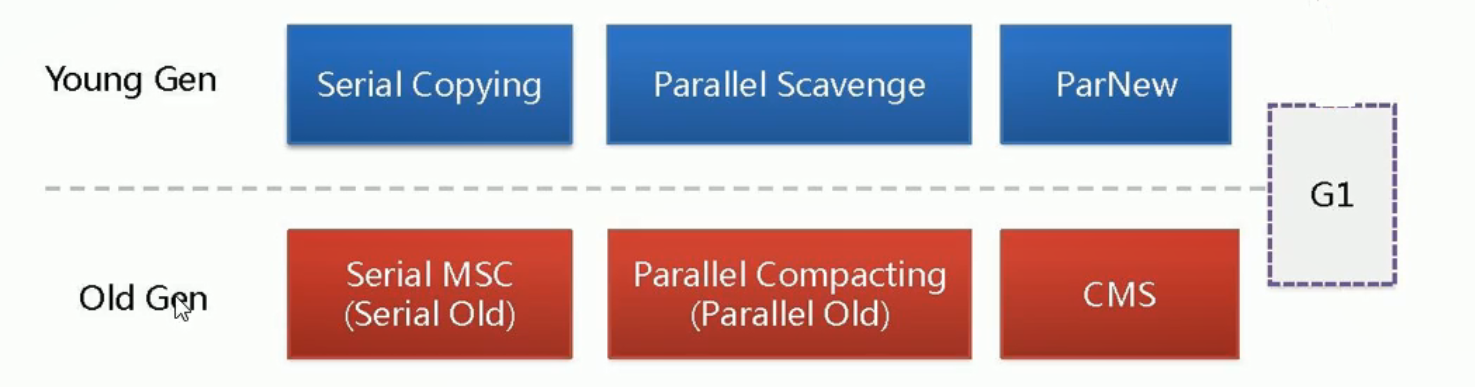 Young Gen
Serial Copying
Parallel Scavenge
ParNew
G1
Old Gen
Serial MSC
(Serial Old)
Parallel Compacting
(Parallel Old)
CMS